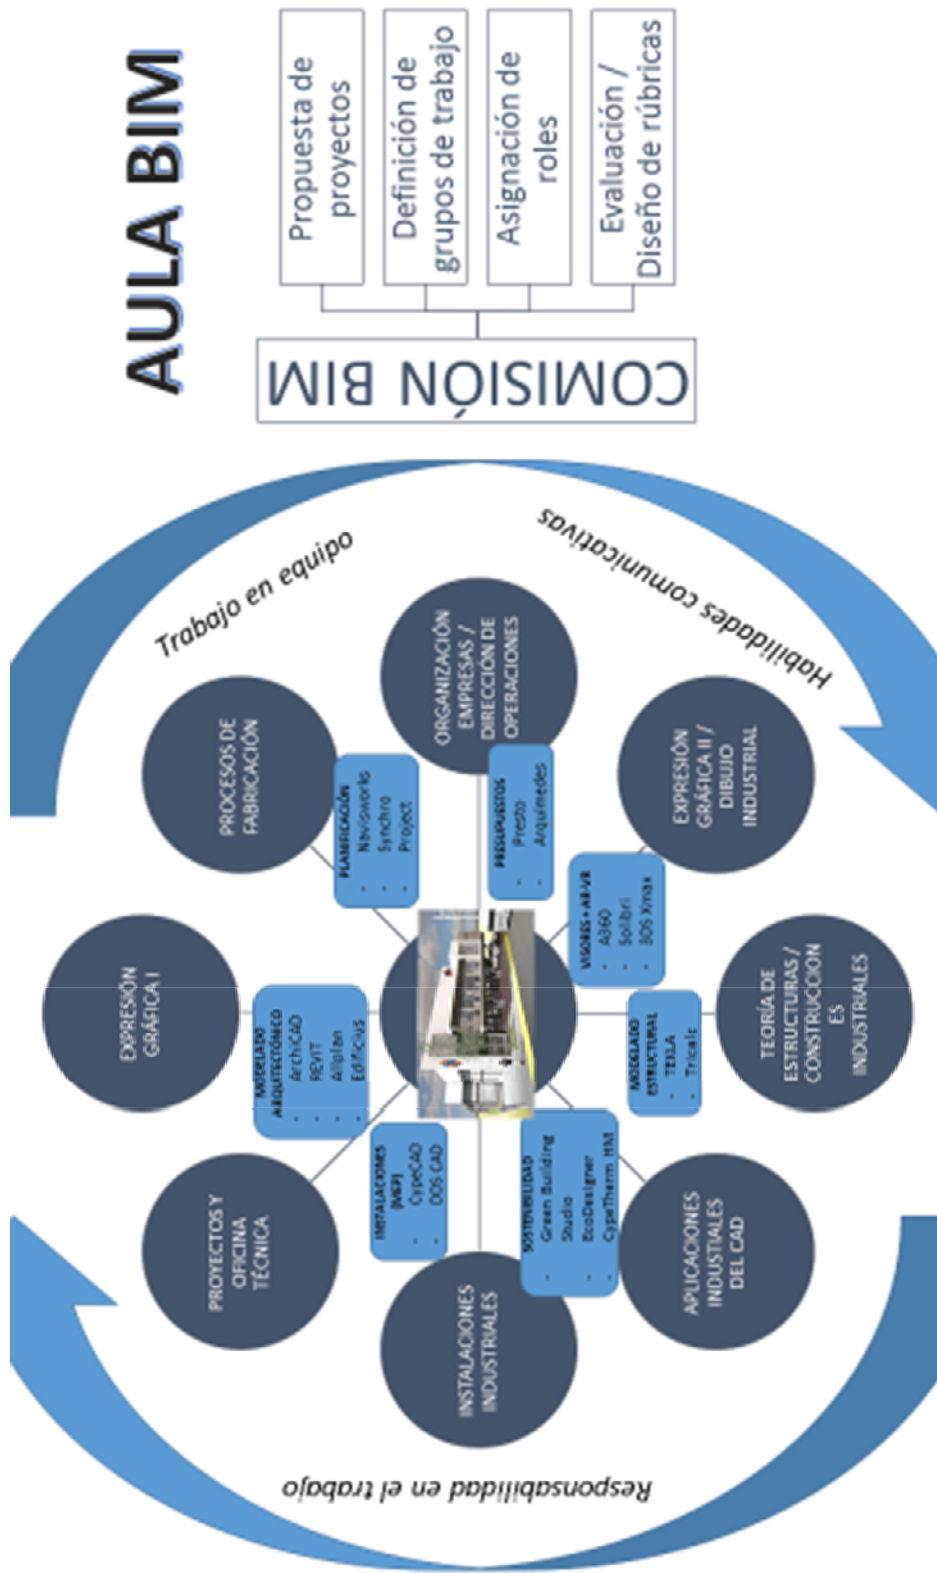 AULA BIM
COMISIÓN BIM
Propuesta de
proyectos
Definición de
grupos de trabajo
Asignación de
roles
Evaluación /
Diseño de rúbricas
Trabajo en equipo
Habilidades comunicativas
Responsabilidad en el trabajo
EXPRESIÓN
GRÁFICA I
PROCESOS DE
FABRICACIÓN
ORGANIZACIÓN
EMPRESAS /
DIRECCIÓN DE
OPERACIONES
EXPRESIÓN
GRÁFICA II /
DIBUJO
INDUSTRIAL
TEORÍA DE
ESTRUCTURAS /
CONSTRUCCION
ES
INDUSTRIALES
APLICACIONES
INDUSTIALES
DEL CAD
INSTALACIONES
INDUSTRIALES
PROYECTOS Y
OFICINA
TÉCNICA
MODELADO
ARQUITECTÓNICO
- ArchiCAD
- REVIT
- Allplan
- Edificius
PLANIFICACIÓN
- Navisworks
- Synchro
- Project
PRESUPUESTOS
- Presto
- Arquímedes
VISORES+AR-VR
- A360
- Solibri
- 3DS Xmax
MODELADO
ESTRUCTURAL
- TEKLA
- Tricalc
SOSTENIBILIDAD
- Green Building
Studio
- EcoDesigner
- CypeTherm HM
INSTALACIONES
(MEP)
- CypeCAD
- DDS CAD